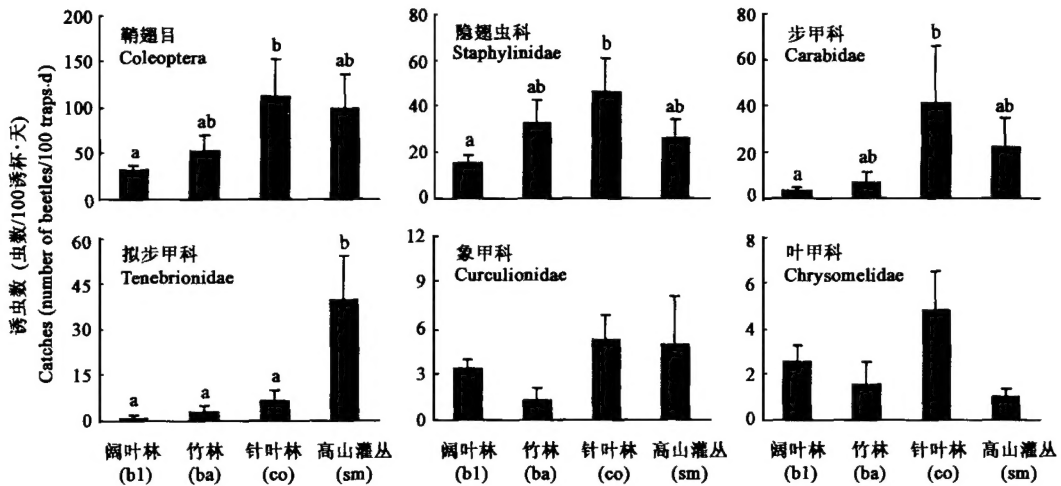 诱虫数 (虫数/100诱杯·天)
Catches (number of beetles/100 traps·d)
200
150
100
50
0
鞘翅目
Coleoptera
a
ab
b
ab
80
60
40
20
0
隐翅虫科
Staphylinidae
a
ab
b
ab
80
60
40
20
0
步甲科
Carabidae
a
ab
b
ab
60
45
30
15
0
拟步甲科
Tenebrionidae
a
a
a
b
阔叶林 竹林 针叶林 高山灌丛
(bl) (ba) (co) (sm)
12
9
6
3
0
象甲科
Curculionidae
阔叶林 竹林 针叶林 高山灌丛
(bl) (ba) (co) (sm)
8
6
4
2
0
叶甲科
Chrysomelidae
阔叶林 竹林 针叶林 高山灌丛
(bl) (ba) (co) (sm)